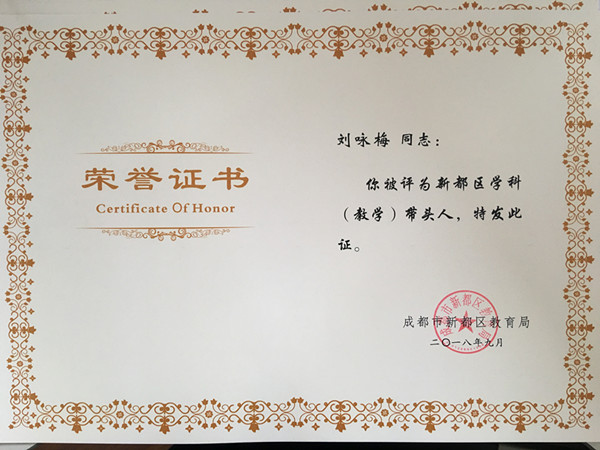 荣誉证书
Certificate Of Honor
刘咏梅 同志：
你被评为新都区学科
（教学）带头人，特发此
证。
成都市新都区教育局
二〇一八年九月